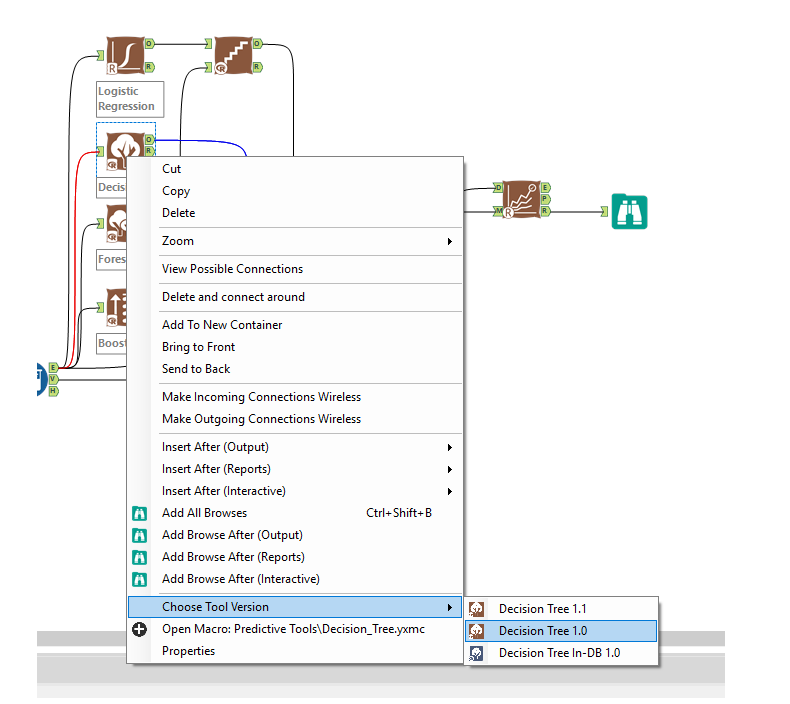 O
O
R
R
R
R
Logistic
Regression
O
R
R
Cut
Decis
Copy
D
E
P
M
R
R
Delete
R
Zoom
Fores
View Possible Connections
Delete and connect around
R
Add To New Container
Boost
Bring to Front
E
Send to Back
V
H
Make Incoming Connections Wireless
Make Outgoing Connections Wireless
Insert After (Output)
Insert After (Reports)
Insert After (Interactive)
Add All Browses Ctrl+Shift+B
Add Browse After (Output)
Add Browse After (Reports)
Add Browse After (Interactive)
Choose Tool Version
Decision Tree 1.1
Open Macro: Predictive Tools\Decision_Tree.yxmc
Decision Tree 1.0
Properties
Decision Tree In-DB 1.0